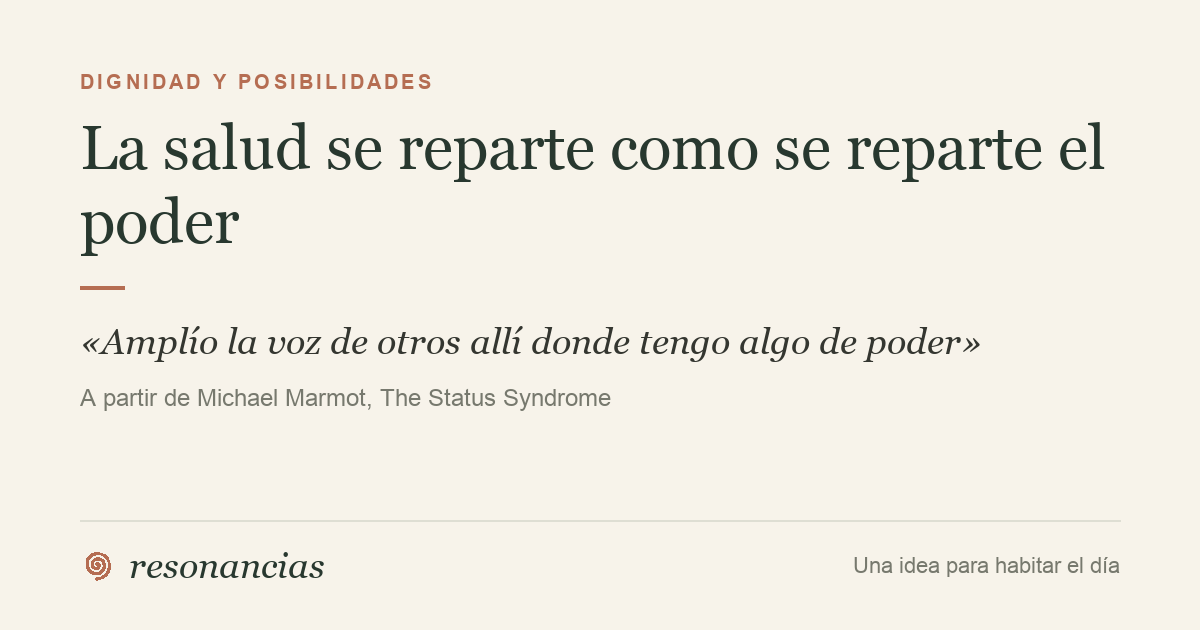 DIGNIDAD Y POSIBILIDADES
La salud se reparte como se reparte el
poder
«Amplío la voz de otros allí donde tengo algo de poder»
A partir de Michael Marmot, The Status Syndrome
resonancias
Una idea para habitar el día